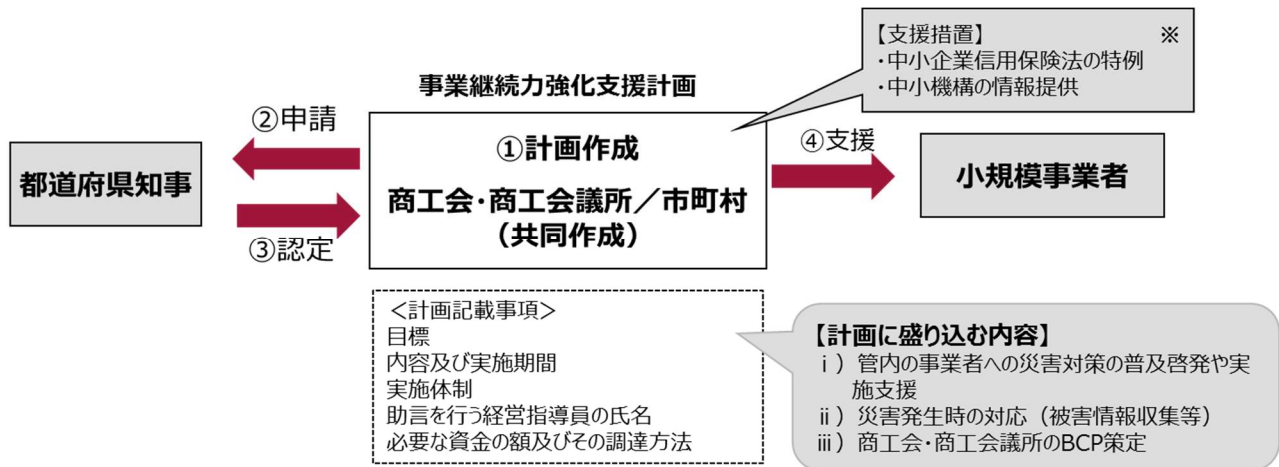 【支援措置】 ※
・中小企業信用保険法の特例
・中小機構の情報提供
事業継続力強化支援計画
②申請
①計画作成
④支援
都道府県知事
商工会・商工会議所／市町村
（共同作成）
小規模事業者
③認定
＜計画記載事項＞
目標
内容及び実施期間
実施体制
助言を行う経営指導員の氏名
必要な資金の額及びその調達方法
【計画に盛り込む内容】
ⅰ）管内の事業者への災害対策の普及啓発や実
施支援
ⅱ）災害発生時の対応（被害情報収集等）
ⅲ）商工会・商工会議所のBCP策定